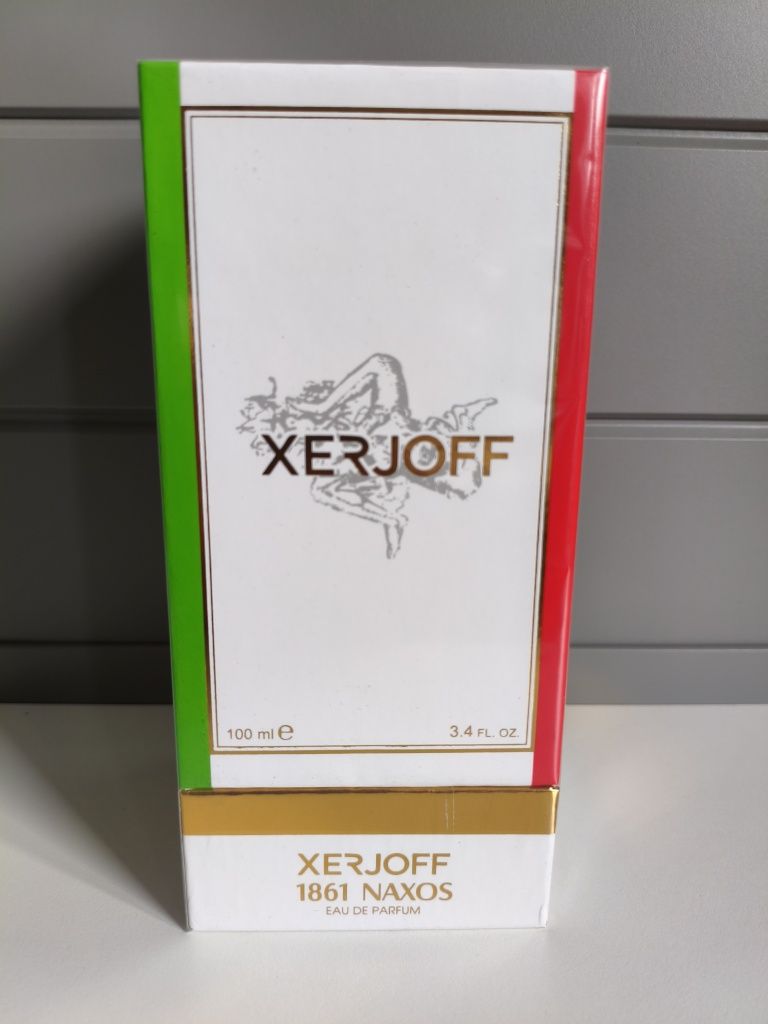 XERJOFF
100 ml ℮ 3.4 FL. OZ.
XERJOFF
1861 NAXOS
EAU DE PARFUM